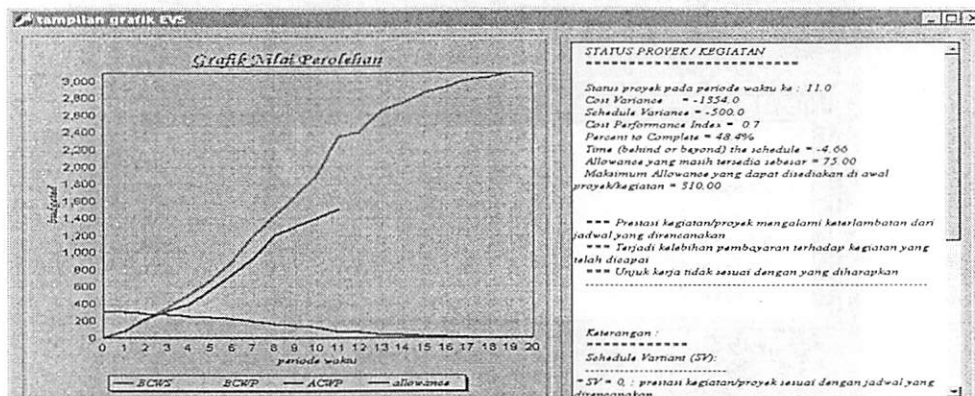 tampilan grafik EVS
Grafik Nilai Perolehan
budgeted
3,000
2,800
2,600
2,400
2,200
2,000
1,800
1,600
1,400
1,200
1,000
800
600
400
200
0
0 1 2 3 4 5 6 7 8 9 10 11 12 13 14 15 16 17 18 19 20
periode waktu
BCWS BCWP ACWP allowance
STATUS PROYEK / KEGIATAN
==========================
Status proyek pada periode waktu ke : 11.0
Cost Variance = -1354.0
Schedule Variance = -500.0
Cost Performance Index = 0.7
Percent to Complete = 48.4%
Time (behind or beyond) the schedule = -4.66
Allowance yang masih tersedia sebesar = 75.00
Maksimum Allowance yang dapat disediakan di awal
proyek/kegiatan = 310.00
=== Prestasi kegiatan/proyek mengalami keterlambatan dari
jadwal yang direncanakan
=== Terjadi kelebihan pembayaran terhadap kegiatan yang
telah dicapai
=== Unjuk kerja tidak sesuai dengan yang diharapkan
------------------------------------------------------------
Keterangan :
============
Schedule Variant (SV):
-------------------------
= SV = 0, : prestasi kegiatan/proyek sesuai dengan jadwal yang
direncanakan